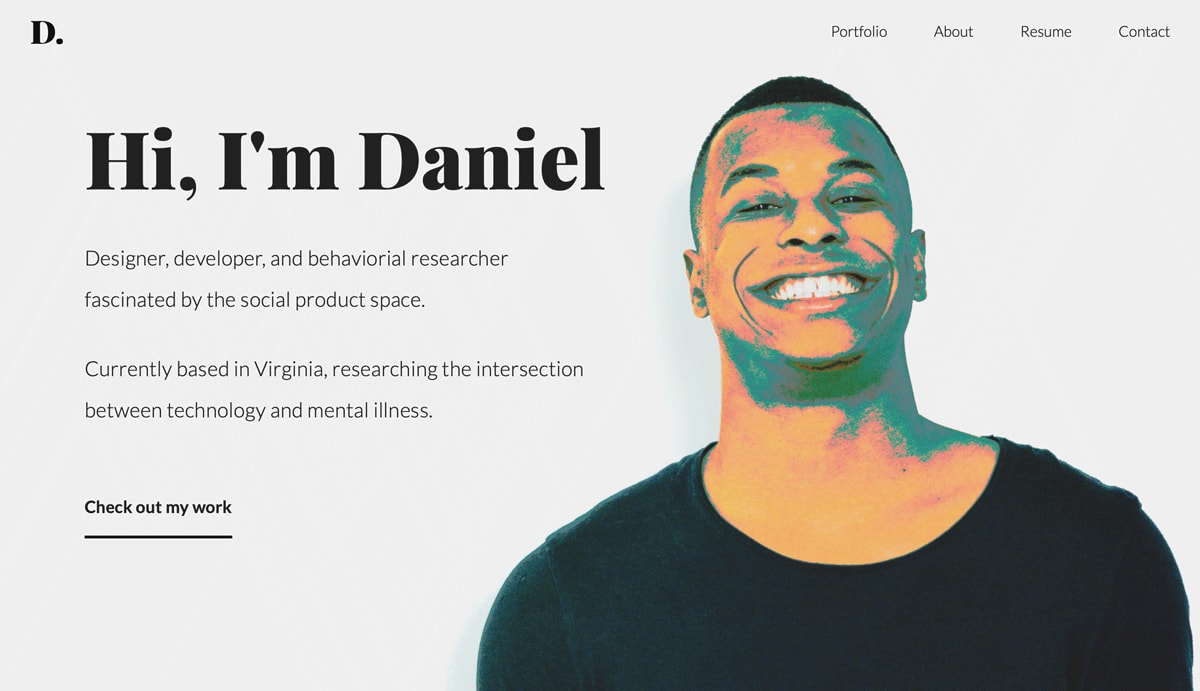 D.
Portfolio About Resume Contact
Hi, I'm Daniel
Designer, developer, and behaviorial researcher
fascinated by the social product space.
Currently based in Virginia, researching the intersection
between technology and mental illness.
Check out my work